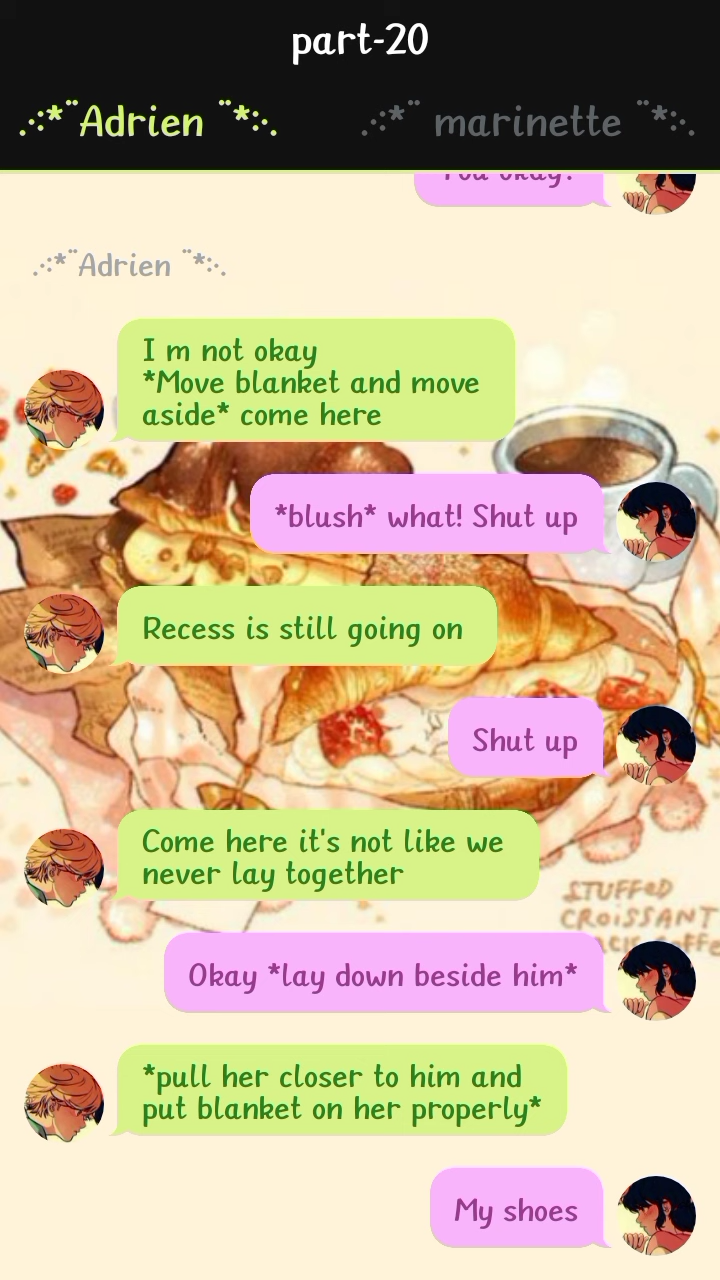 part-20
.·:*¨Adrien ¨*:·.
.·:*¨ marinette ¨*:·.
You okay?
.·:*¨Adrien ¨*:·.
I m not okay
*Move blanket and move
aside* come here
*blush* what! Shut up
Recess is still going on
Shut up
Come here it's not like we
never lay together
STUFFED
CROISSANT
Okay *lay down beside him*
*pull her closer to him and
put blanket on her properly*
My shoes